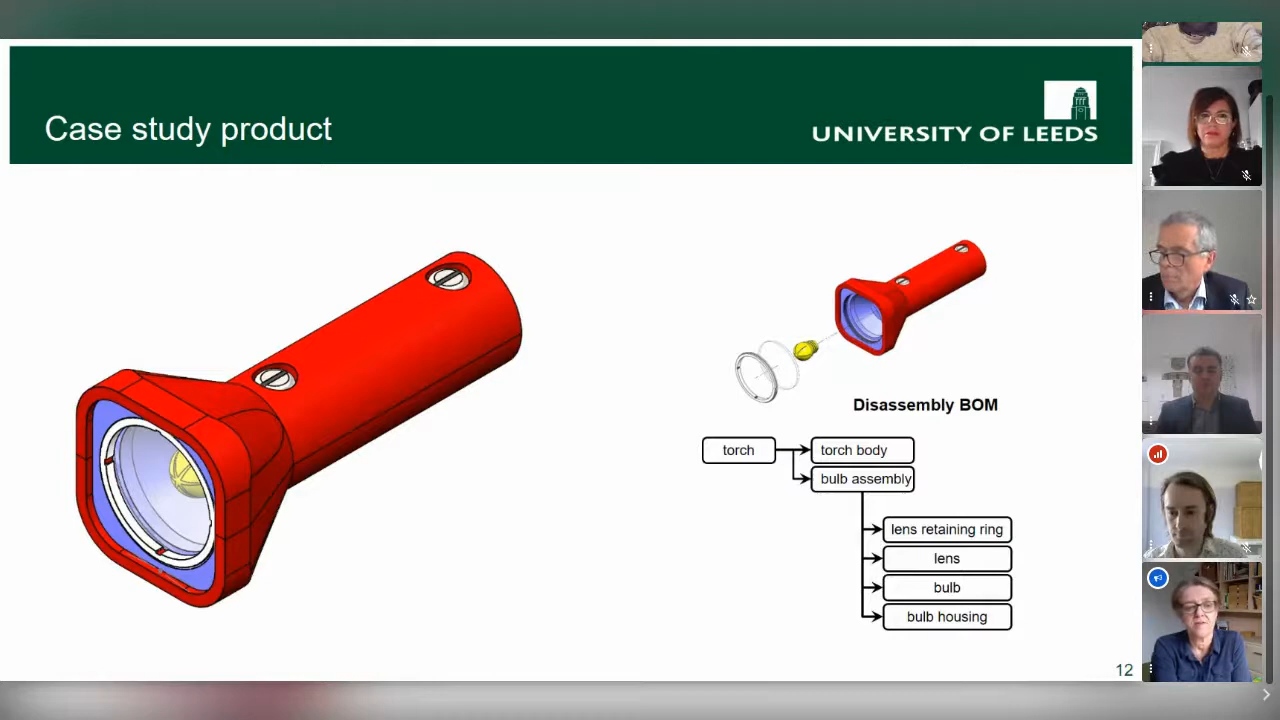 Case study product
UNIVERSITY OF LEEDS
Disassembly BOM
torch
torch body
bulb assembly
lens retaining ring
lens
bulb
bulb housing
12